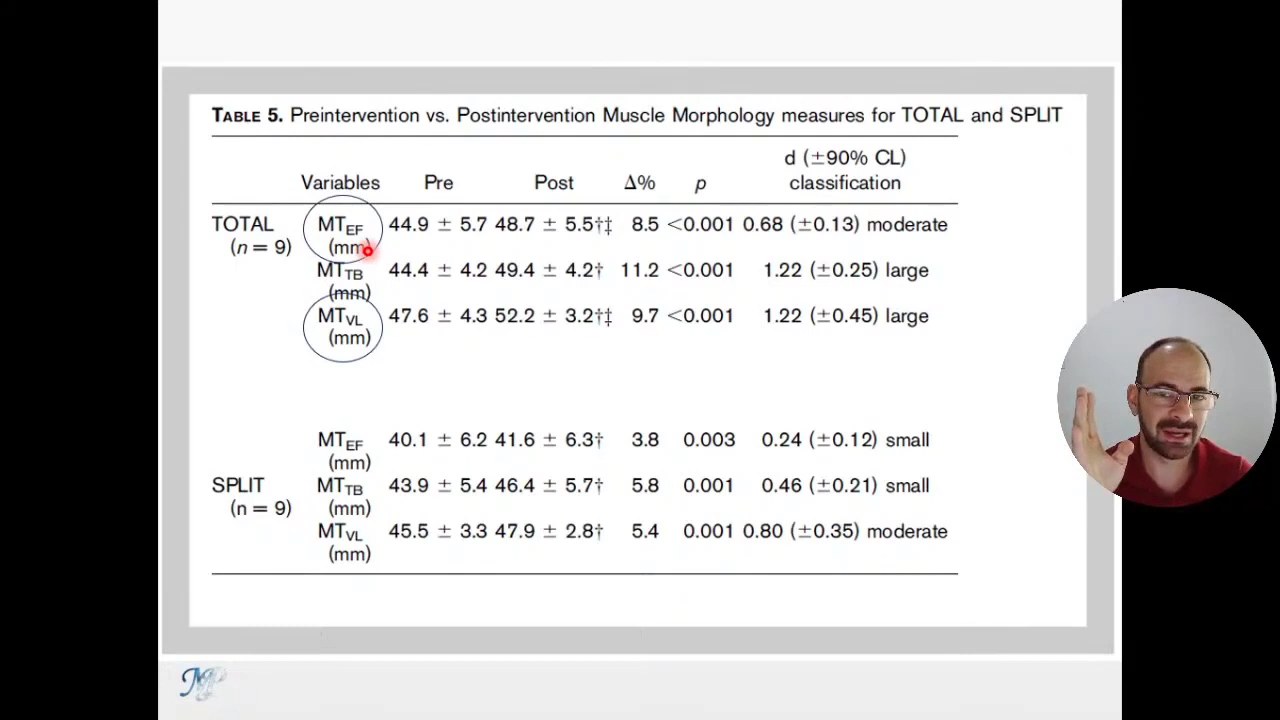 TABLE 5. Preintervention vs. Postintervention Muscle Morphology measures for TOTAL and SPLIT
d (±90% CL)
Variables Pre Post Δ% p classification
TOTAL MTEF 44.9 ± 5.7 48.7 ± 5.5†‡ 8.5 <0.001 0.68 (±0.13) moderate
(n = 9) (mm)
MTTB 44.4 ± 4.2 49.4 ± 4.2† 11.2 <0.001 1.22 (±0.25) large
(mm)
MTVL 47.6 ± 4.3 52.2 ± 3.2†‡ 9.7 <0.001 1.22 (±0.45) large
(mm)
MTEF 40.1 ± 6.2 41.6 ± 6.3† 3.8 0.003 0.24 (±0.12) small
(mm)
SPLIT MTTB 43.9 ± 5.4 46.4 ± 5.7† 5.8 0.001 0.46 (±0.21) small
(n = 9) (mm)
MTVL 45.5 ± 3.3 47.9 ± 2.8† 5.4 0.001 0.80 (±0.35) moderate
(mm)